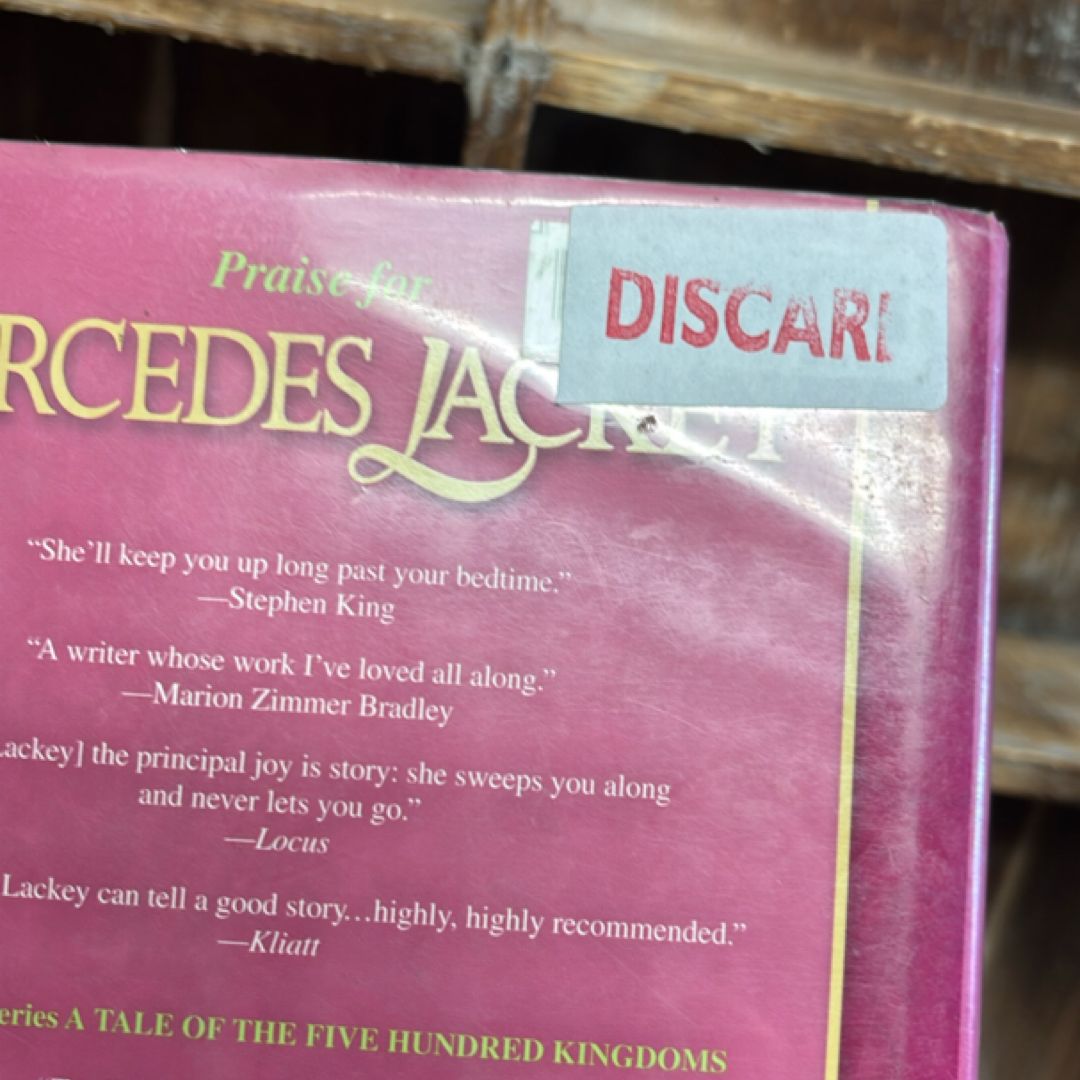 DISCAR
Praise for
RCEDES LACKEY
“She’ll keep you up long past your bedtime.”
—Stephen King
“A writer whose work I’ve loved all along.”
—Marion Zimmer Bradley
Lackey] the principal joy is story: she sweeps you along
and never lets you go.”
—Locus
Lackey can tell a good story…highly, highly recommended.”
—Kliatt
eries A TALE OF THE FIVE HUNDRED KINGDOMS